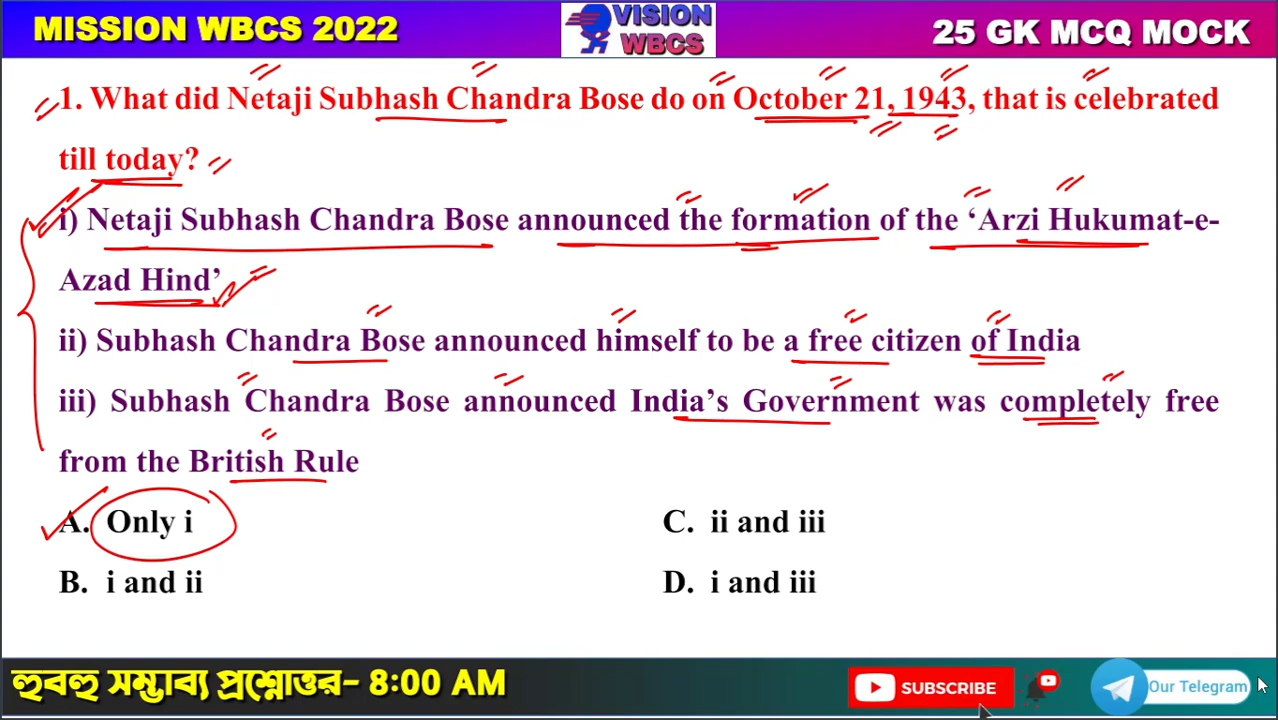 MISSION WBCS 2022
VISION
WBCS
25 GK MCQ MOCK
1. What did Netaji Subhash Chandra Bose do on October 21, 1943, that is celebrated
till today?
i) Netaji Subhash Chandra Bose announced the formation of the ‘Arzi Hukumat-e-
Azad Hind’
ii) Subhash Chandra Bose announced himself to be a free citizen of India
iii) Subhash Chandra Bose announced India’s Government was completely free
from the British Rule
A. Only i
C. ii and iii
B. i and ii
D. i and iii
হুবহু সম্ভাব্য প্রশ্নোত্তর- 8:00 AM
SUBSCRIBE
Our Telegram